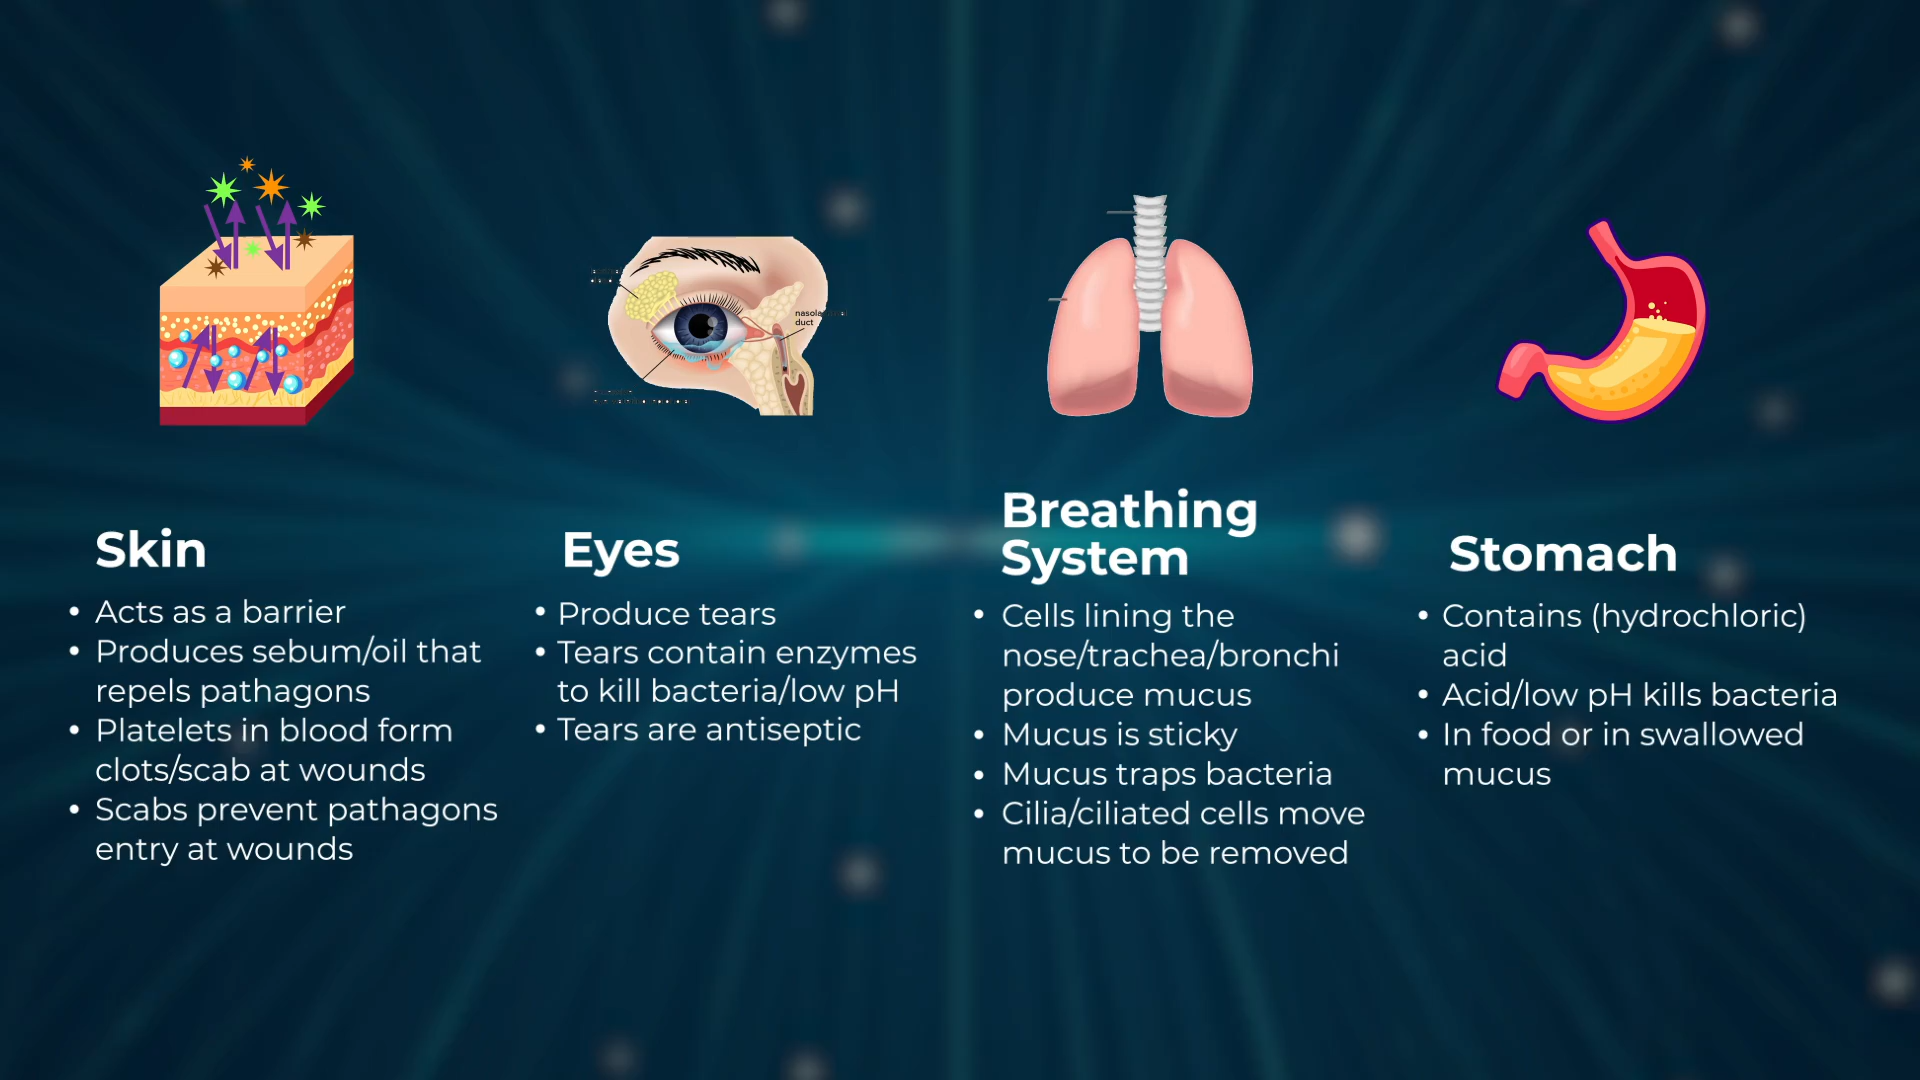 nasola
duct
Skin
• Acts as a barrier
• Produces sebum/oil that
repels pathagons
• Platelets in blood form
clots/scab at wounds
• Scabs prevent pathagons
entry at wounds
Eyes
• Produce tears
• Tears contain enzymes
to kill bacteria/low pH
• Tears are antiseptic
Breathing
System
• Cells lining the
nose/trachea/bronchi
produce mucus
• Mucus is sticky
• Mucus traps bacteria
• Cilia/ciliated cells move
mucus to be removed
Stomach
• Contains (hydrochloric)
acid
• Acid/low pH kills bacteria
• In food or in swallowed
mucus